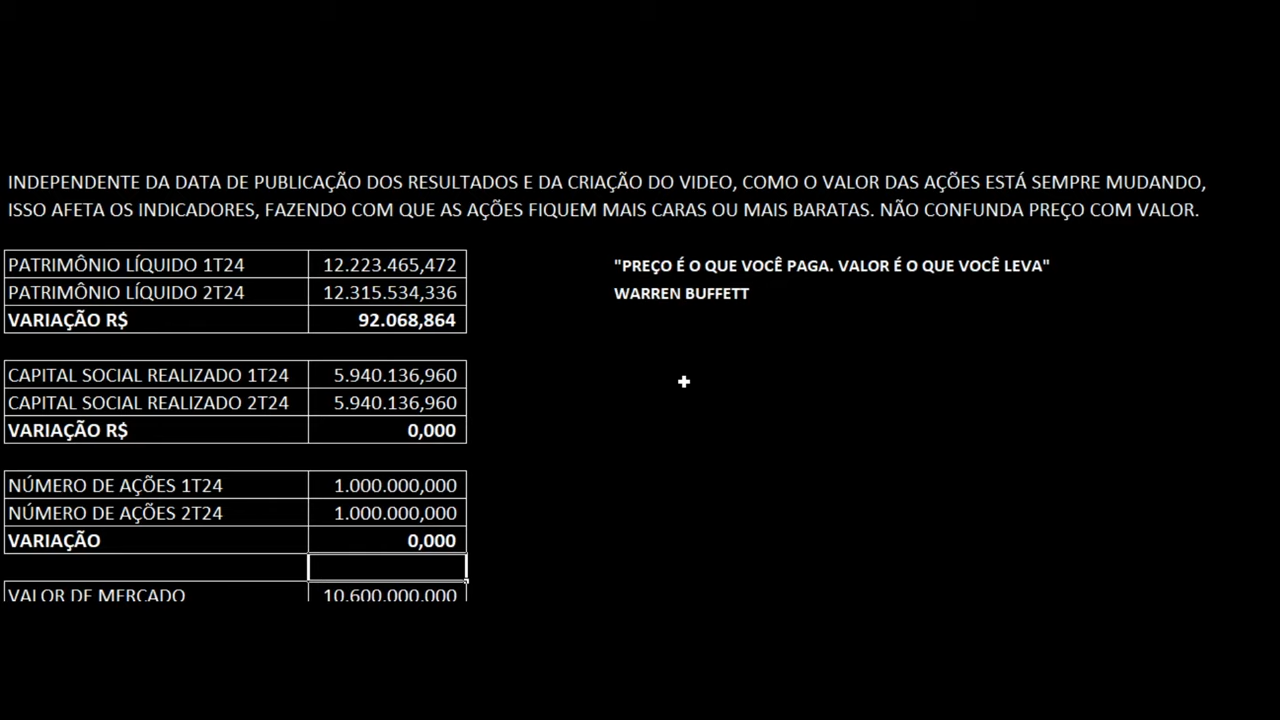 INDEPENDENTE DA DATA DE PUBLICAÇÃO DOS RESULTADOS E DA CRIAÇÃO DO VIDEO, COMO O VALOR DAS AÇÕES ESTÁ SEMPRE MUDANDO,
ISSO AFETA OS INDICADORES, FAZENDO COM QUE AS AÇÕES FIQUEM MAIS CARAS OU MAIS BARATAS. NÃO CONFUNDA PREÇO COM VALOR.
PATRIMÔNIO LÍQUIDO 1T24 12.223.465,472
PATRIMÔNIO LÍQUIDO 2T24 12.315.534,336
VARIAÇÃO R$ 92.068,864
"PREÇO É O QUE VOCÊ PAGA. VALOR É O QUE VOCÊ LEVA"
WARREN BUFFETT
CAPITAL SOCIAL REALIZADO 1T24 5.940.136,960
CAPITAL SOCIAL REALIZADO 2T24 5.940.136,960
VARIAÇÃO R$ 0,000
NÚMERO DE AÇÕES 1T24 1.000.000,000
NÚMERO DE AÇÕES 2T24 1.000.000,000
VARIAÇÃO 0,000
VALOR DE MERCADO 10.600.000.000